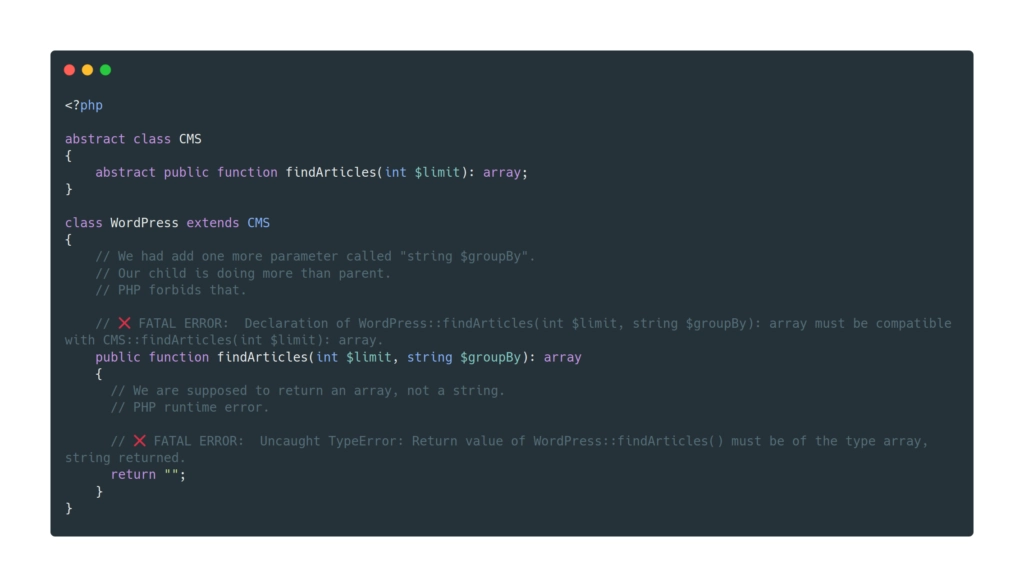 <?php
abstract class CMS
{
    abstract public function findArticles(int $limit): array;
}
class WordPress extends CMS
{
    // We had add one more parameter called "string $groupBy".
    // Our child is doing more than parent.
    // PHP forbids that.
    // ❌ FATAL ERROR:  Declaration of WordPress::findArticles(int $limit, string $groupBy): array must be compatible
with CMS::findArticles(int $limit): array.
    public function findArticles(int $limit, string $groupBy): array
    {
      // We are supposed to return an array, not a string.
      // PHP runtime error.
      // ❌ FATAL ERROR:  Uncaught TypeError: Return value of WordPress::findArticles() must be of the type array,
string returned.
      return "";
    }
}